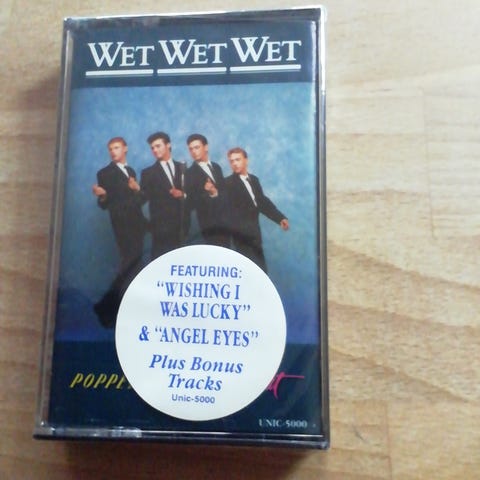 WET WET WET
FEATURING:
"WISHING I
WAS LUCKY"
& "ANGEL EYES"
Plus Bonus
Tracks
Unic-5000
UNIC-5000